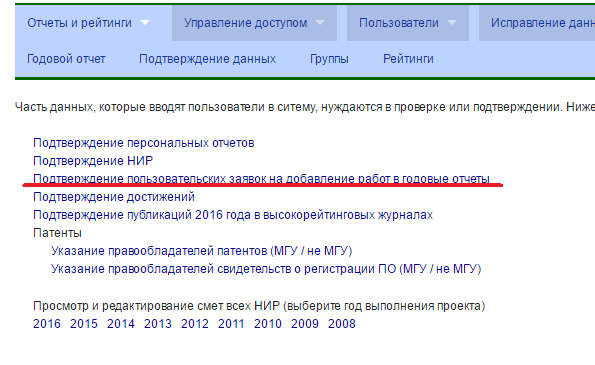 Отчеты и рейтинги Управление доступом Пользователи Исправление данн
Годовой отчет Подтверждение данных Группы Рейтинги
Часть данных, которые вводят пользователи в ситему, нуждаются в проверке или подтверждении. Ниже
Подтверждение персональных отчетов
Подтверждение НИР
Подтверждение пользовательских заявок на добавление работ в годовые отчеты
Подтверждение достижений
Подтверждение публикаций 2016 года в высокорейтинговых журналах
Патенты
Указание правообладателей патентов (МГУ / не МГУ)
Указание правообладателей свидетельств о регистрации ПО (МГУ / не МГУ)
Просмотр и редактирование смет всех НИР (выберите год выполнения проекта)
2016 2015 2014 2013 2012 2011 2010 2009 2008